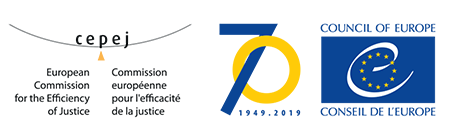 cepej
European
Commission
for the Efficiency
of Justice
Commission
européenne
pour l'efficacité
de la justice
70
1949.2019
COUNCIL OF EUROPE
CONSEIL DE L'EUROPE